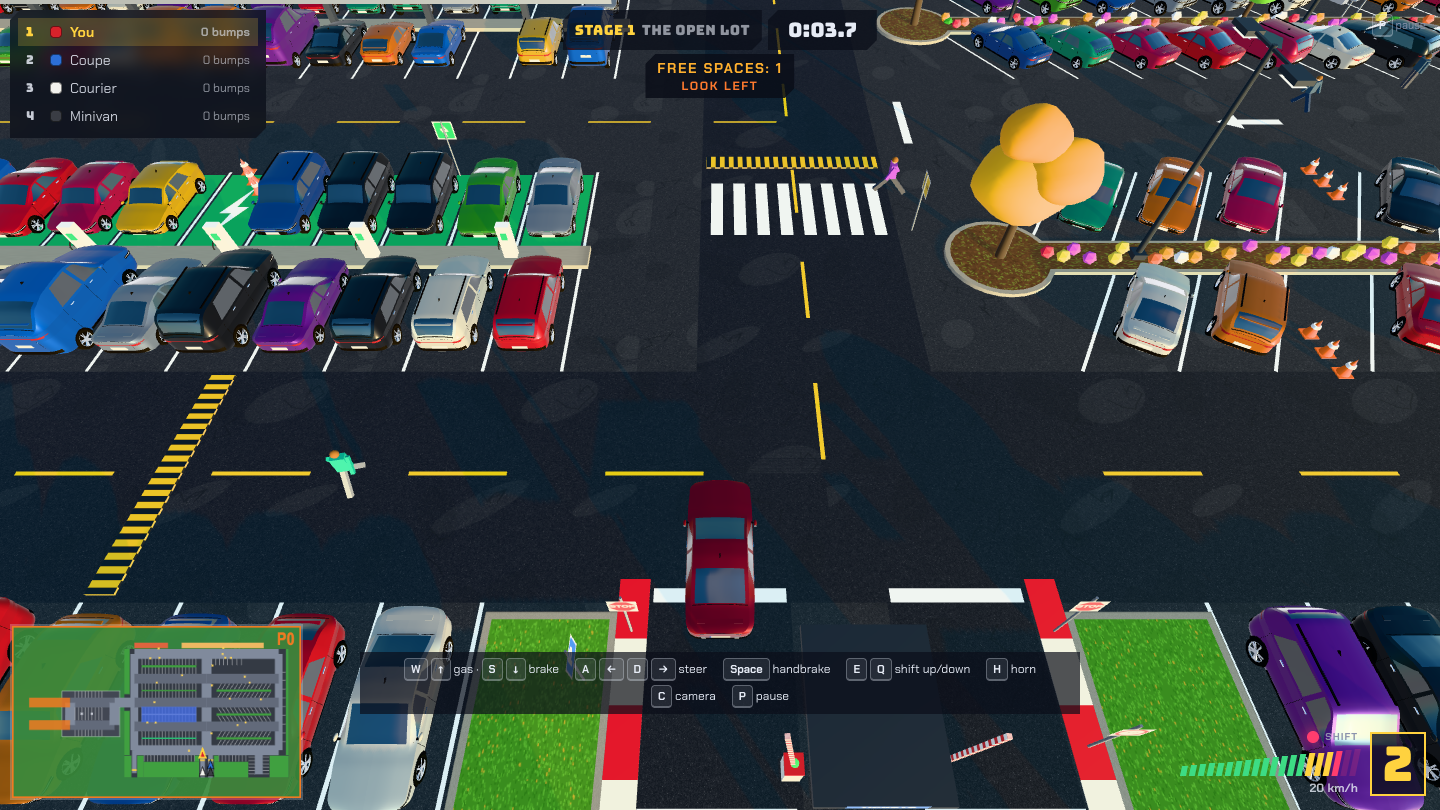 1 You 0 bumps
2 Coupe 0 bumps
3 Courier 0 bumps
4 Minivan 0 bumps
STAGE 1 THE OPEN LOT 0:03.7
FREE SPACES: 1
LOOK LEFT
P pause
STOP
STOP
W ↑ gas · S ↓ brake A ← D → steer Space handbrake E Q shift up/down H horn
C camera P pause
P0
SHIFT
20 km/h
2